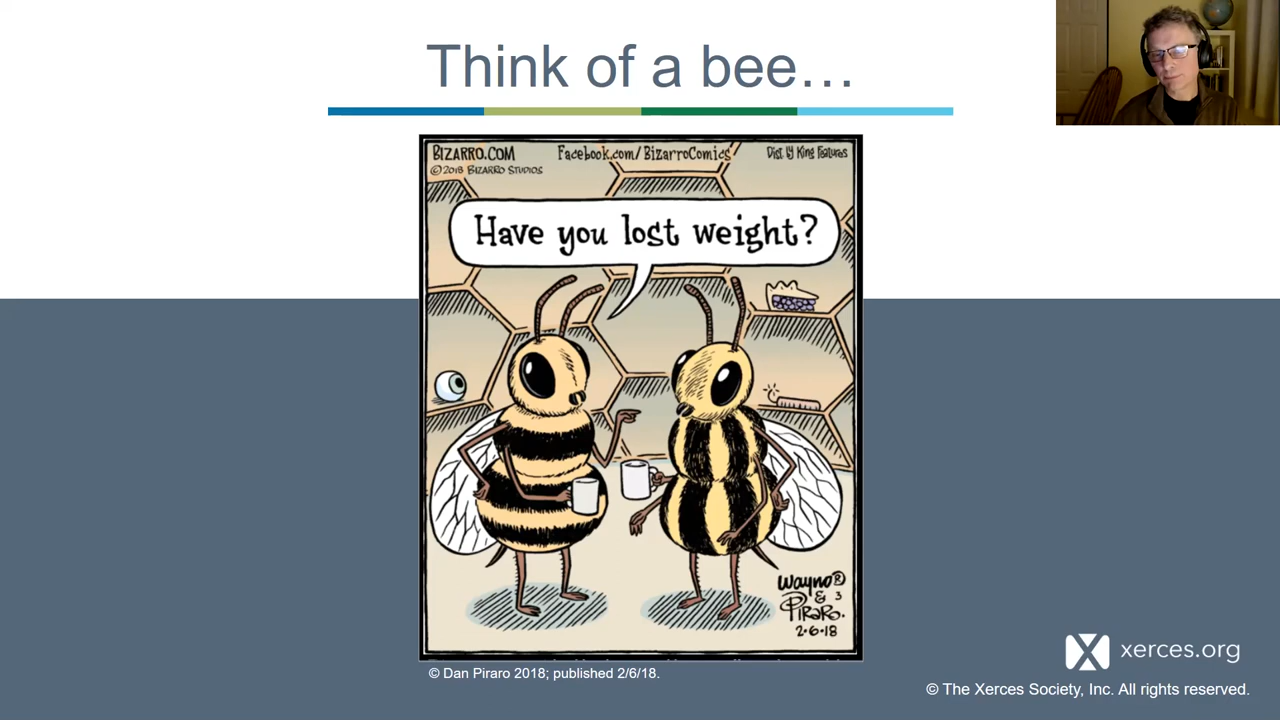 Think of a bee…
BIZARRO.COM
Facebook.com/BizarroComics
Dist. by King Features
©2018 BIZARRO STUDIOS
Have you lost weight?
Wayno®
& 3
PIRARO.
2-6-18
© Dan Piraro 2018; published 2/6/18.
xerces.org
© The Xerces Society, Inc. All rights reserved.